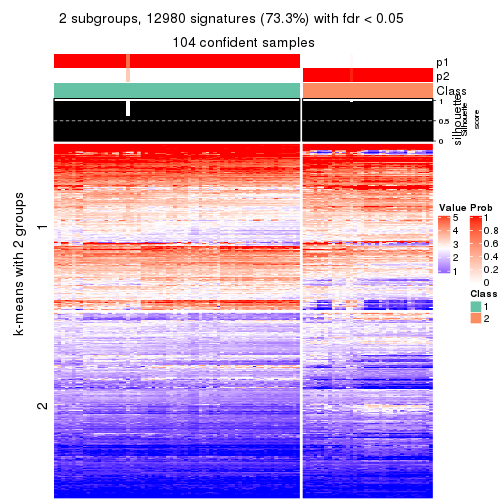 2 subgroups, 12980 signatures (73.3%) with fdr < 0.05
104 confident samples
p1
p2
Class
1
0.5
0
silhouette
Silhouette
score
k-means with 2 groups
1
2
Value
5
4
3
2
1
Prob
1
0.8
0.6
0.4
0.2
0
Class
1
2